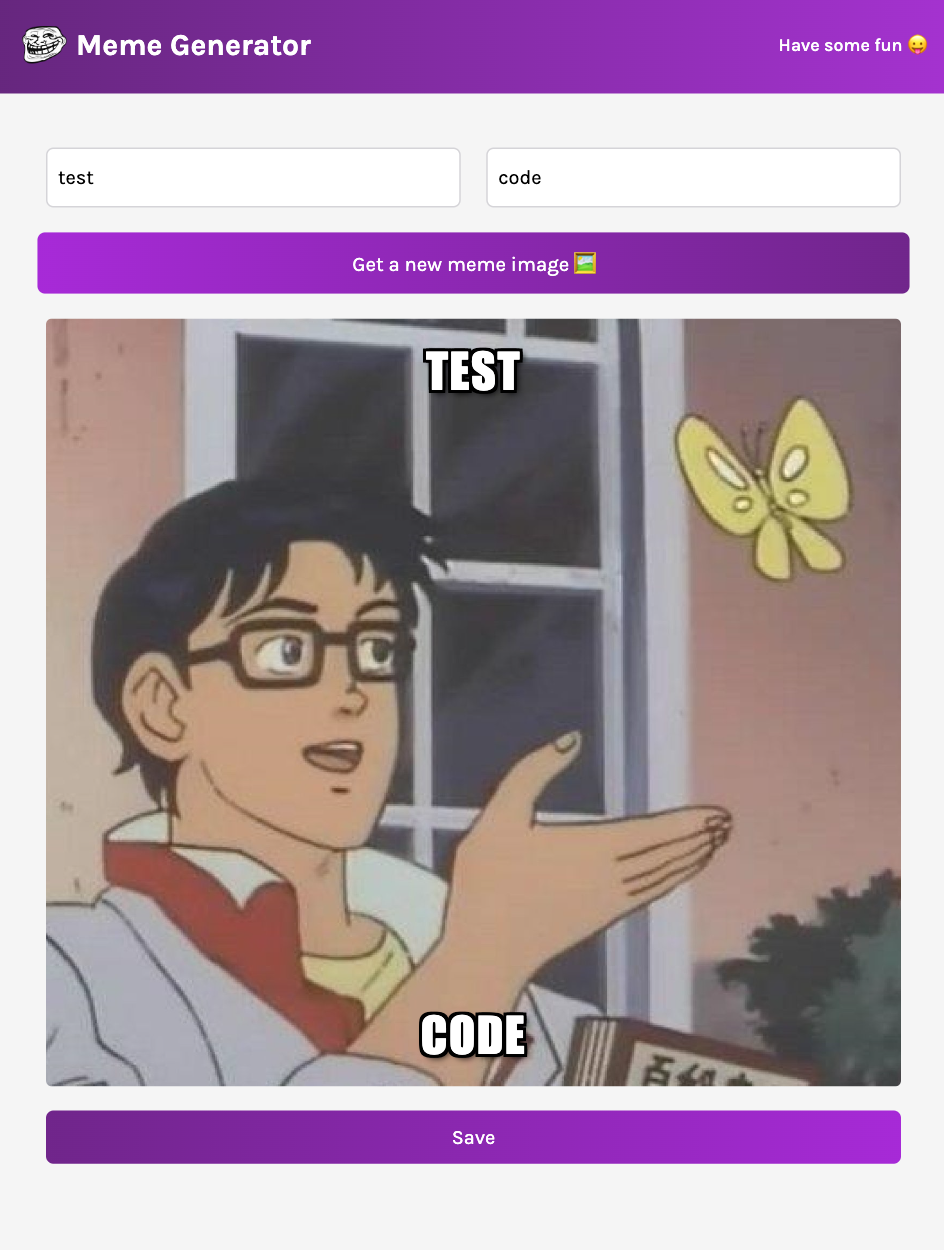 Meme Generator
Have some fun 😛
test
code
Get a new meme image 🖼️
TEST
CODE
Save